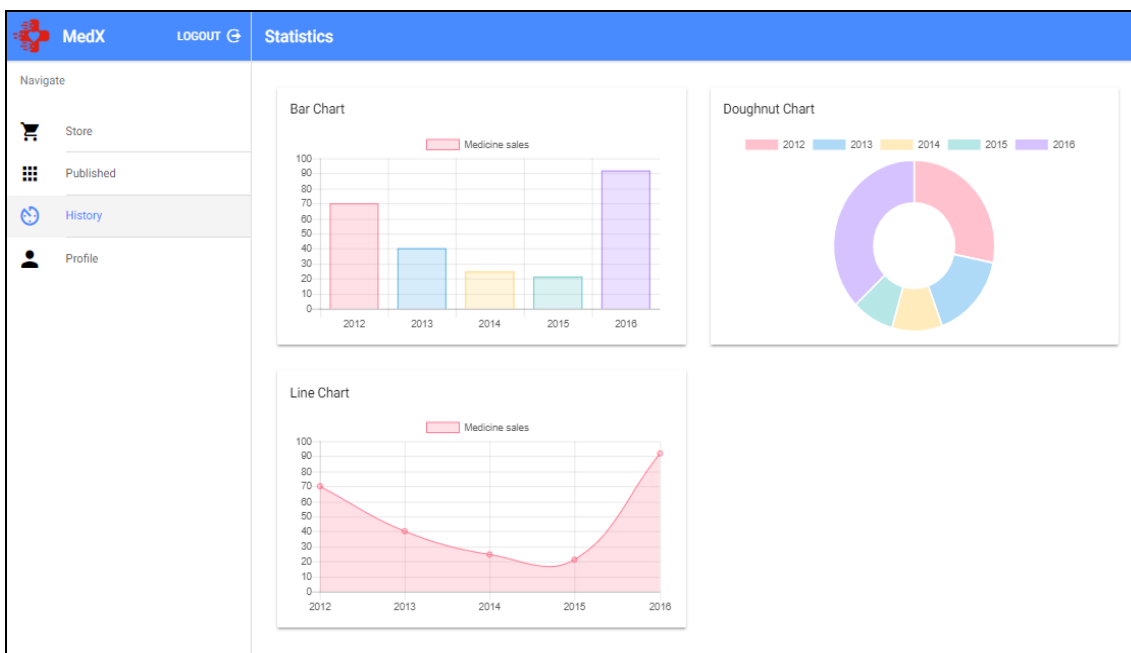 MedX LOGOUT Statistics
Navigate
Store
Published
History
Profile
Bar Chart
Medicine sales
100
90
80
70
60
50
40
30
20
10
0
2012 2013 2014 2015 2016
Doughnut Chart
2012 2013 2014 2015 2016
Line Chart
Medicine sales
100
90
80
70
60
50
40
30
20
10
0
2012 2013 2014 2015 2016